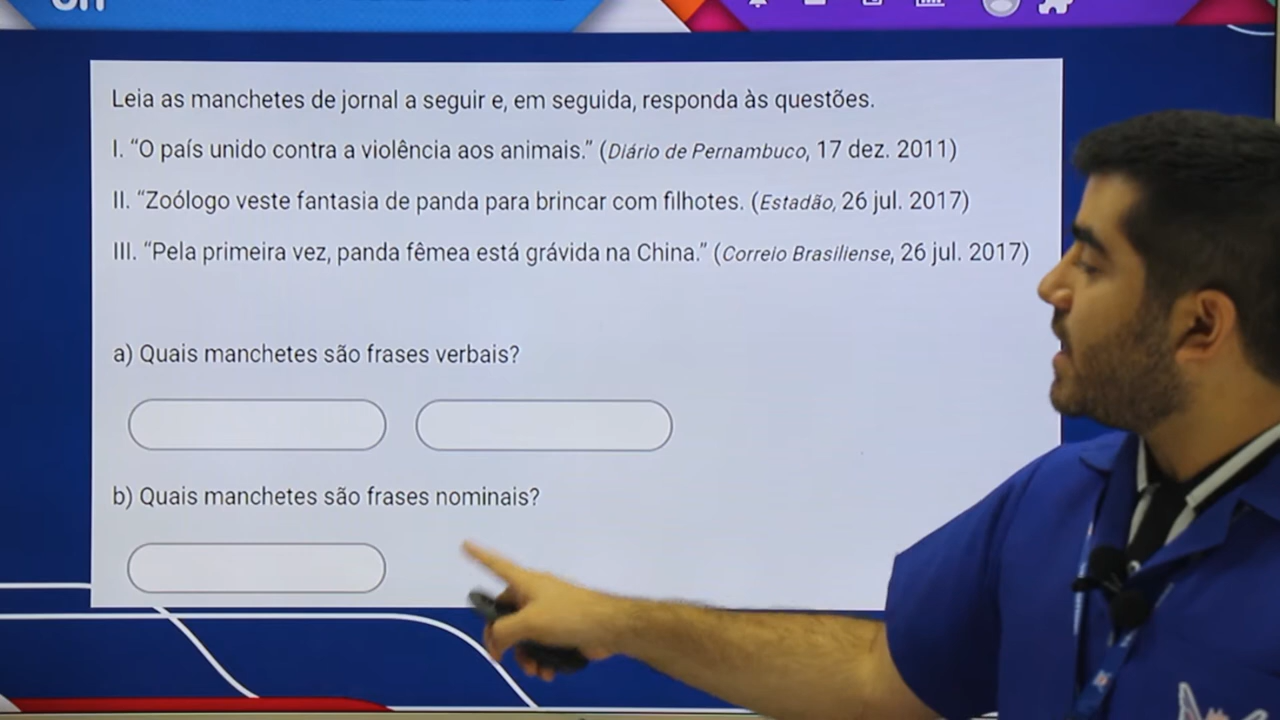 Leia as manchetes de jornal a seguir e, em seguida, responda às questões.
I. “O país unido contra a violência aos animais.” (Diário de Pernambuco, 17 dez. 2011)
II. “Zoólogo veste fantasia de panda para brincar com filhotes. (Estadão, 26 jul. 2017)
III. “Pela primeira vez, panda fêmea está grávida na China.” (Correio Brasiliense, 26 jul. 2017)
a) Quais manchetes são frases verbais?
b) Quais manchetes são frases nominais?